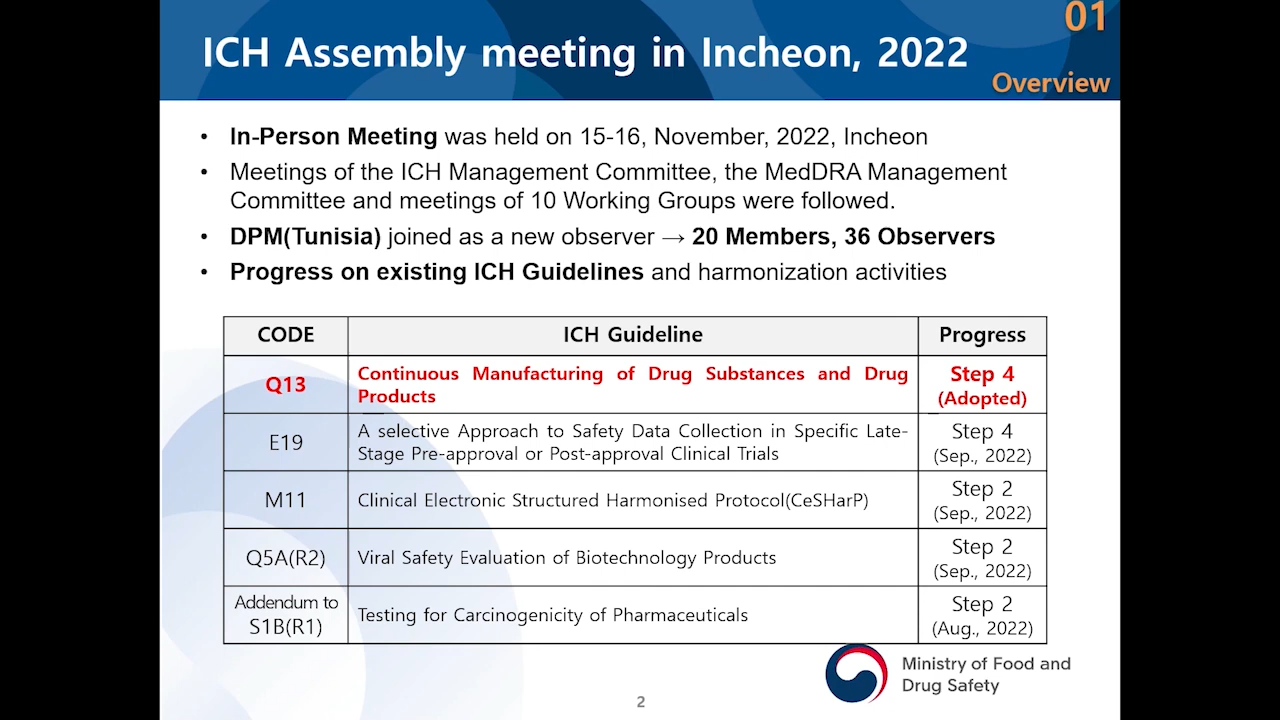 01
ICH Assembly meeting in Incheon, 2022
Overview
• In-Person Meeting was held on 15-16, November, 2022, Incheon
• Meetings of the ICH Management Committee, the MedDRA Management
Committee and meetings of 10 Working Groups were followed.
• DPM(Tunisia) joined as a new observer → 20 Members, 36 Observers
• Progress on existing ICH Guidelines and harmonization activities
CODE ICH Guideline Progress
Q13
Continuous Manufacturing of Drug Substances and Drug
Products
Step 4
(Adopted)
E19
A selective Approach to Safety Data Collection in Specific Late-
Stage Pre-approval or Post-approval Clinical Trials
Step 4
(Sep., 2022)
M11
Clinical Electronic Structured Harmonised Protocol(CeSHarP)
Step 2
(Sep., 2022)
Q5A(R2)
Viral Safety Evaluation of Biotechnology Products
Step 2
(Sep., 2022)
Addendum to
S1B(R1)
Testing for Carcinogenicity of Pharmaceuticals
Step 2
(Aug., 2022)
Ministry of Food and
Drug Safety
2